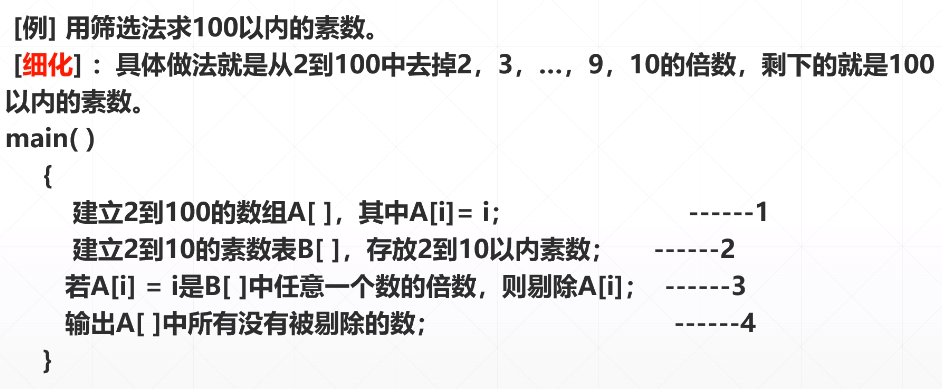 [例] 用筛选法求100以内的素数。
[细化] ：具体做法就是从2到100中去掉2，3，…，9，10的倍数，剩下的就是100
以内的素数。
main( )
{
建立2到100的数组A[ ]，其中A[i]= i； ------1
建立2到10的素数表B[ ]，存放2到10以内素数； ------2
若A[i] = i是B[ ]中任意一个数的倍数，则剔除A[i]； ------3
输出A[ ]中所有没有被剔除的数； ------4
}